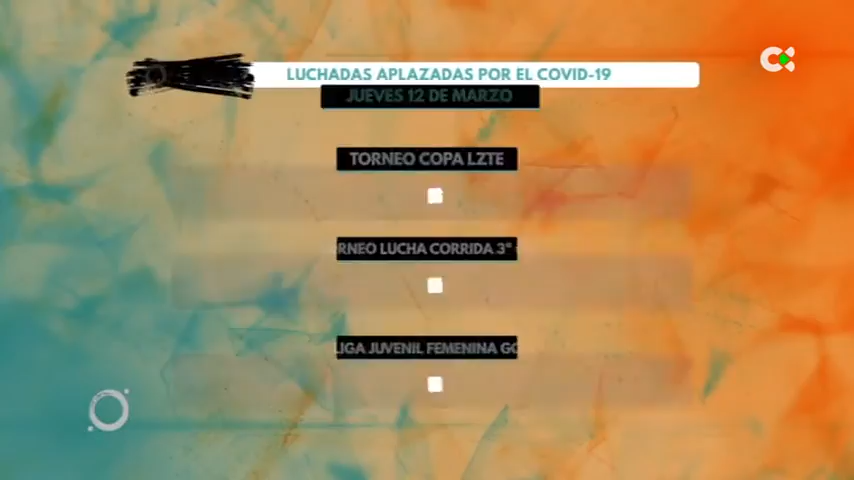 LUCHADAS APLAZADAS POR EL COVID-19
JUEVES 12 DE MARZO
TORNEO COPA LZTE
RNEO LUCHA CORRIDA 3ª
LIGA JUVENIL FEMENINA GC